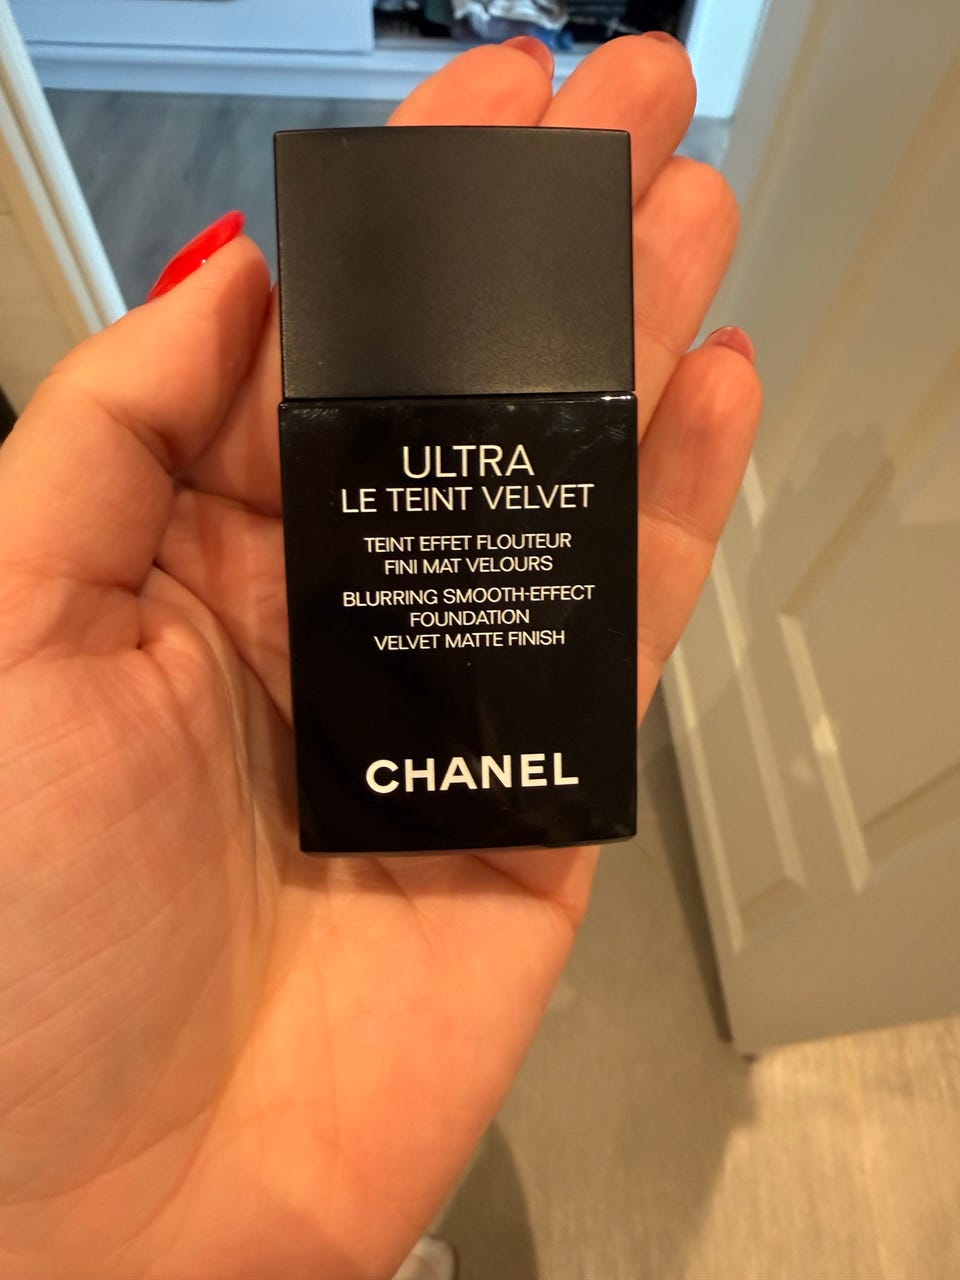 ULTRA
LE TEINT VELVET
TEINT EFFET FLOUTEUR
FINI MAT VELOURS
BLURRING SMOOTH-EFFECT
FOUNDATION
VELVET MATTE FINISH
CHANEL